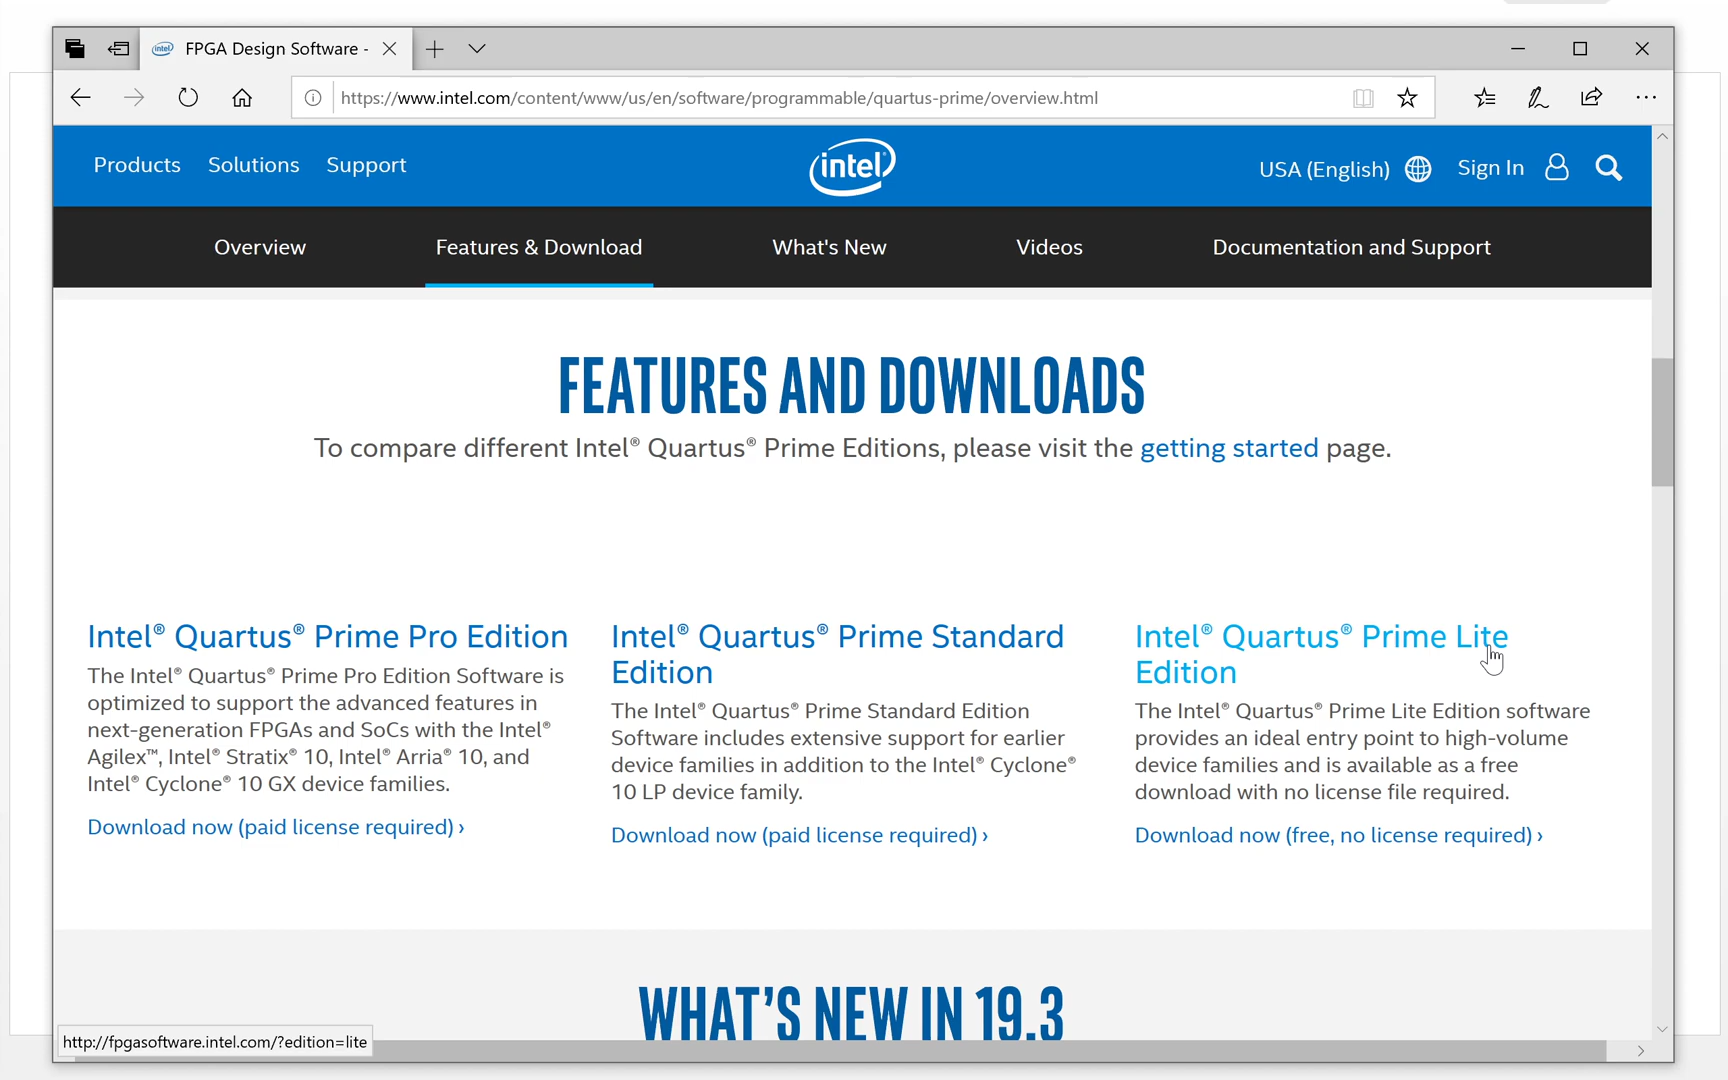 FPGA Design Software -
https://www.intel.com/content/www/us/en/software/programmable/quartus-prime/overview.html
Products Solutions Support
intel
USA (English) Sign In
Overview Features & Download What's New Videos Documentation and Support
FEATURES AND DOWNLOADS
To compare different Intel® Quartus® Prime Editions, please visit the getting started page.
Intel® Quartus® Prime Pro Edition
The Intel® Quartus® Prime Pro Edition Software is
optimized to support the advanced features in
next-generation FPGAs and SoCs with the Intel®
Agilex™, Intel® Stratix® 10, Intel® Arria® 10, and
Intel® Cyclone® 10 GX device families.
Download now (paid license required) ›
Intel® Quartus® Prime Standard
Edition
The Intel® Quartus® Prime Standard Edition
Software includes extensive support for earlier
device families in addition to the Intel® Cyclone®
10 LP device family.
Download now (paid license required) ›
Intel® Quartus® Prime Lite
Edition
The Intel® Quartus® Prime Lite Edition software
provides an ideal entry point to high-volume
device families and is available as a free
download with no license file required.
Download now (free, no license required) ›
WHAT'S NEW IN 19.3
http://fpgasoftware.intel.com/?edition=lite